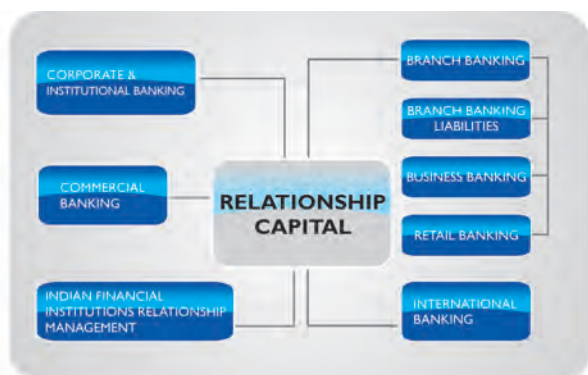 CORPORATE &
INSTITUTIONAL BANKING
COMMERCIAL
BANKING
INDIAN FINANCIAL
INSTITUTIONS RELATIONSHIP
MANAGEMENT
RELATIONSHIP
CAPITAL
BRANCH BANKING
BRANCH BANKING
LIABILITIES
BUSINESS BANKING
RETAIL BANKING
INTERNATIONAL
BANKING